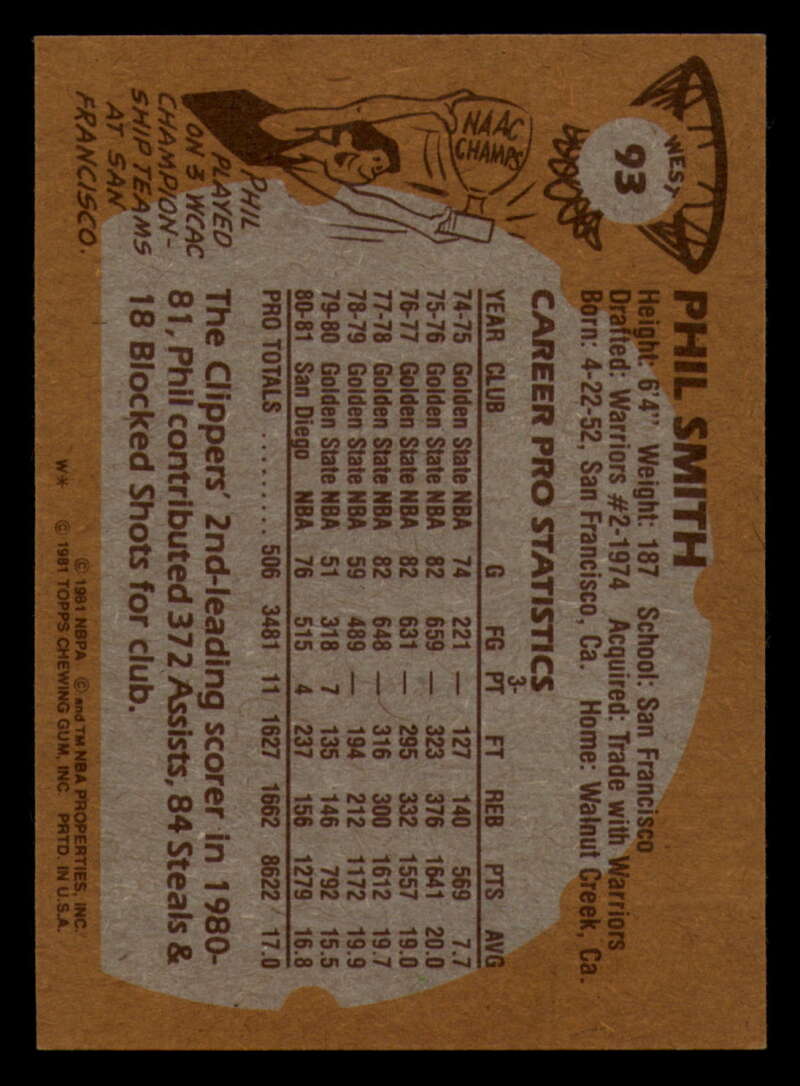 WEST
93
PHIL SMITH
Height: 6'4" Weight: 187 School: San Francisco
Drafted: Warriors #2-1974 Acquired: Trade with Warriors
Born: 4-22-52, San Francisco, Ca. Home: Walnut Creek, Ca.
CAREER PRO STATISTICS
YEAR CLUB G FG 3-PT FT REB PTS AVG
74-75 Golden State NBA 74 221 — 127 140 569 7.7
75-76 Golden State NBA 82 659 — 323 376 1641 20.0
76-77 Golden State NBA 82 631 — 295 332 1557 19.0
77-78 Golden State NBA 82 648 — 316 300 1612 19.7
78-79 Golden State NBA 59 489 — 194 212 1172 19.9
79-80 Golden State NBA 51 318 7 135 146 792 15.5
80-81 San Diego NBA 76 515 4 237 156 1279 16.8
PRO TOTALS ......... 506 3481 11 1627 1662 8622 17.0
NAAC
CHAMPS
PHIL
PLAYED
ON 3 WCAC
CHAMPION-
SHIP TEAMS
AT SAN
FRANCISCO.
The Clippers' 2nd-leading scorer in 1980-
81, Phil contributed 372 Assists, 84 Steals &
18 Blocked Shots for club.
© 1981 NBPA © and TM NBA PROPERTIES, INC.
W* © 1981 TOPPS CHEWING GUM, INC. PRTD. IN U.S.A.